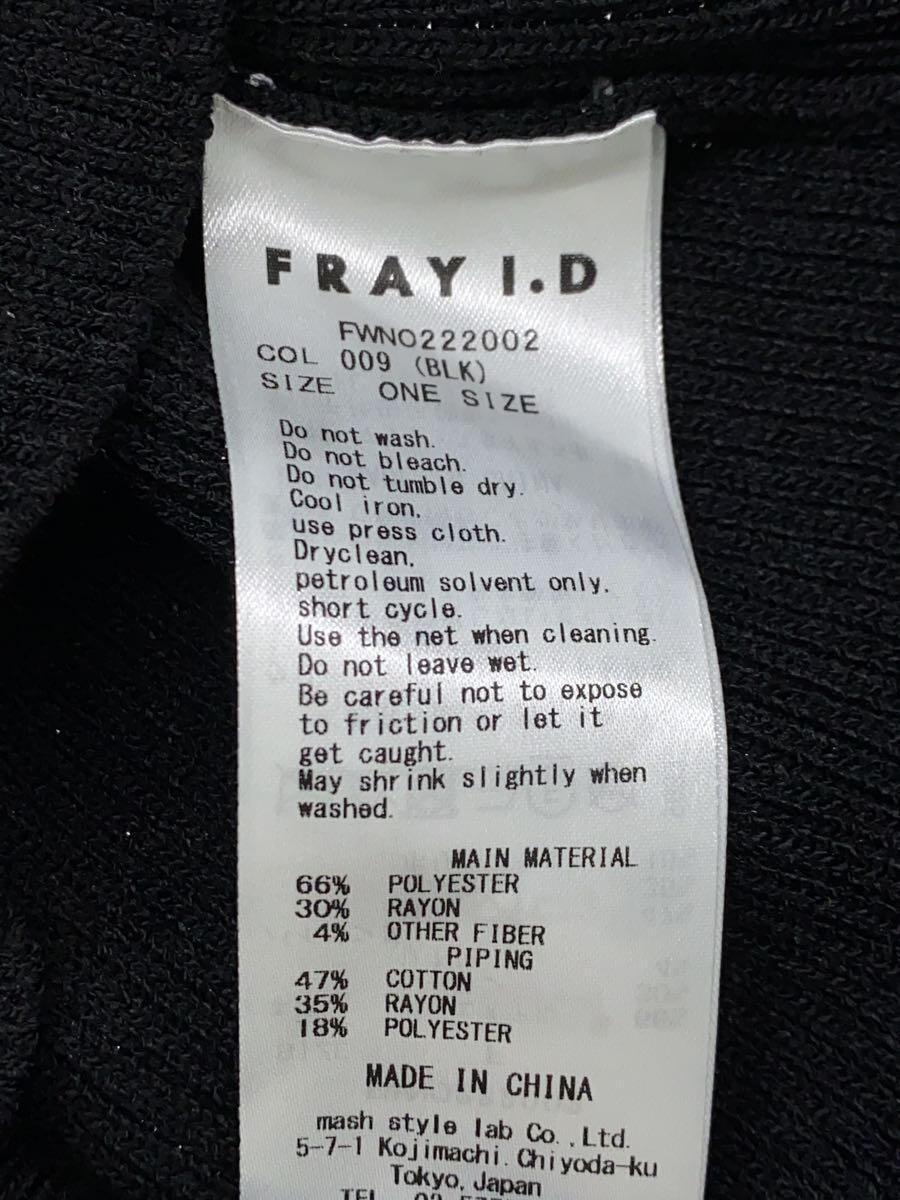 FRAY I.D
FWNO222002
COL 009 (BLK)
SIZE ONE SIZE
Do not wash.
Do not bleach.
Do not tumble dry.
Cool iron,
use press cloth.
Dryclean,
petroleum solvent only.
short cycle.
Use the net when cleaning.
Do not leave wet.
Be careful not to expose
to friction or let it
get caught.
May shrink slightly when
washed.
MAIN MATERIAL
66% POLYESTER
30% RAYON
4% OTHER FIBER
PIPING
47% COTTON
35% RAYON
18% POLYESTER
MADE IN CHINA
mash style lab Co.,Ltd.
5-7-1 Kojimachi. Chiyoda-ku
Tokyo, Japan
TEL